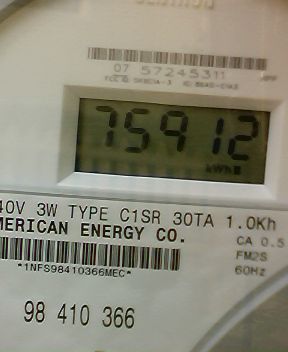 07 57245311
75912
kWh
40V 3W TYPE C1SR 30TA 1.0Kh
MERICAN ENERGY CO.
CA 0.5
*1NFS98410366MEC*
FM2S
60Hz
98 410 366